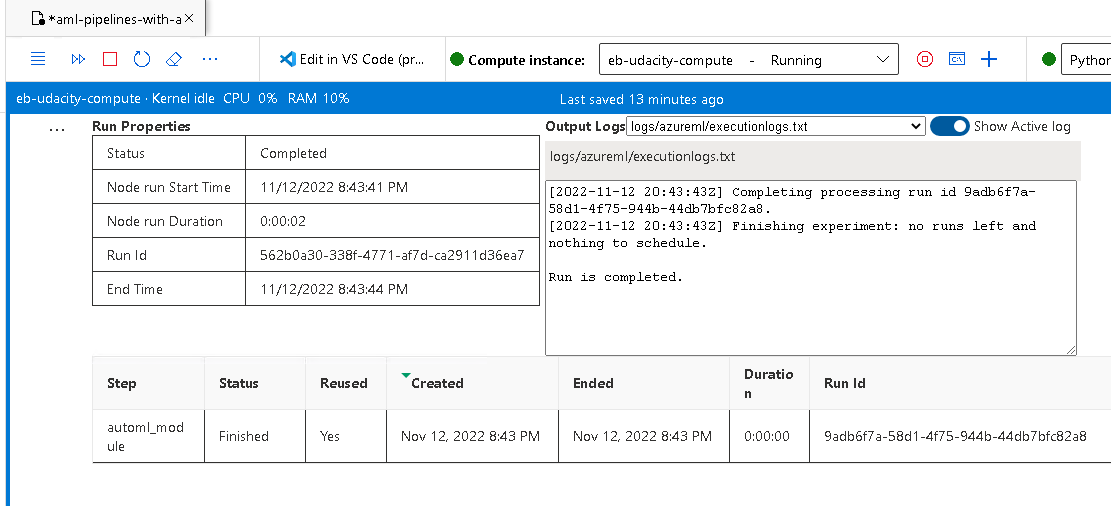 *aml-pipelines-with-a
Edit in VS Code (pr...
Compute instance:
eb-udacity-compute - Running
Python
eb-udacity-compute · Kernel idle CPU 0% RAM 10%
Last saved 13 minutes ago
Run Properties
Status Completed
Node run Start Time 11/12/2022 8:43:41 PM
Node run Duration 0:00:02
Run Id 562b0a30-338f-4771-af7d-ca2911d36ea7
End Time 11/12/2022 8:43:44 PM
Output Logs logs/azureml/executionlogs.txt Show Active log
logs/azureml/executionlogs.txt
[2022-11-12 20:43:43Z] Completing processing run id 9adb6f7a-
58d1-4f75-944b-44db7bfc82a8.
[2022-11-12 20:43:43Z] Finishing experiment: no runs left and
nothing to schedule.
Run is completed.
Step Status Reused Created Ended Duratio
n Run Id
automl_mod
ule Finished Yes Nov 12, 2022 8:43 PM Nov 12, 2022 8:43 PM 0:00:00 9adb6f7a-58d1-4f75-944b-44db7bfc82a8